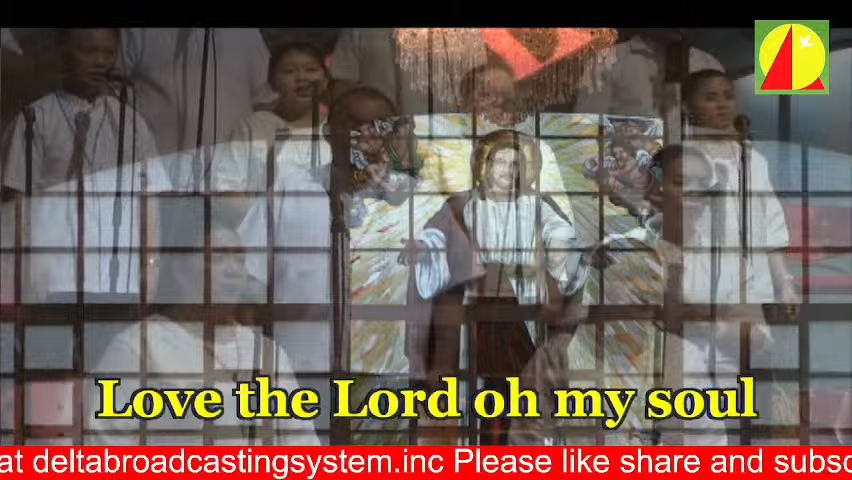 Love the Lord oh my soul
at deltabroadcastingsystem.inc Please like share and subsc